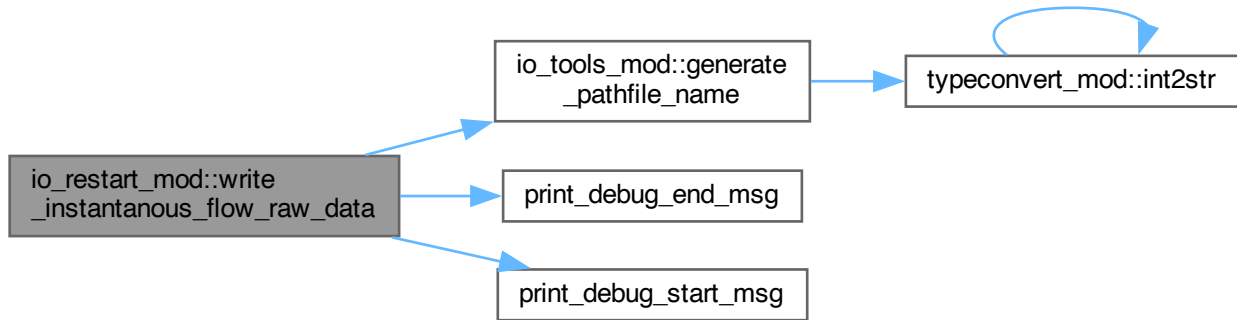 io_restart_mod::write
_instantanous_flow_raw_data
io_tools_mod::generate
_pathfile_name
typeconvert_mod::int2str
print_debug_end_msg
print_debug_start_msg